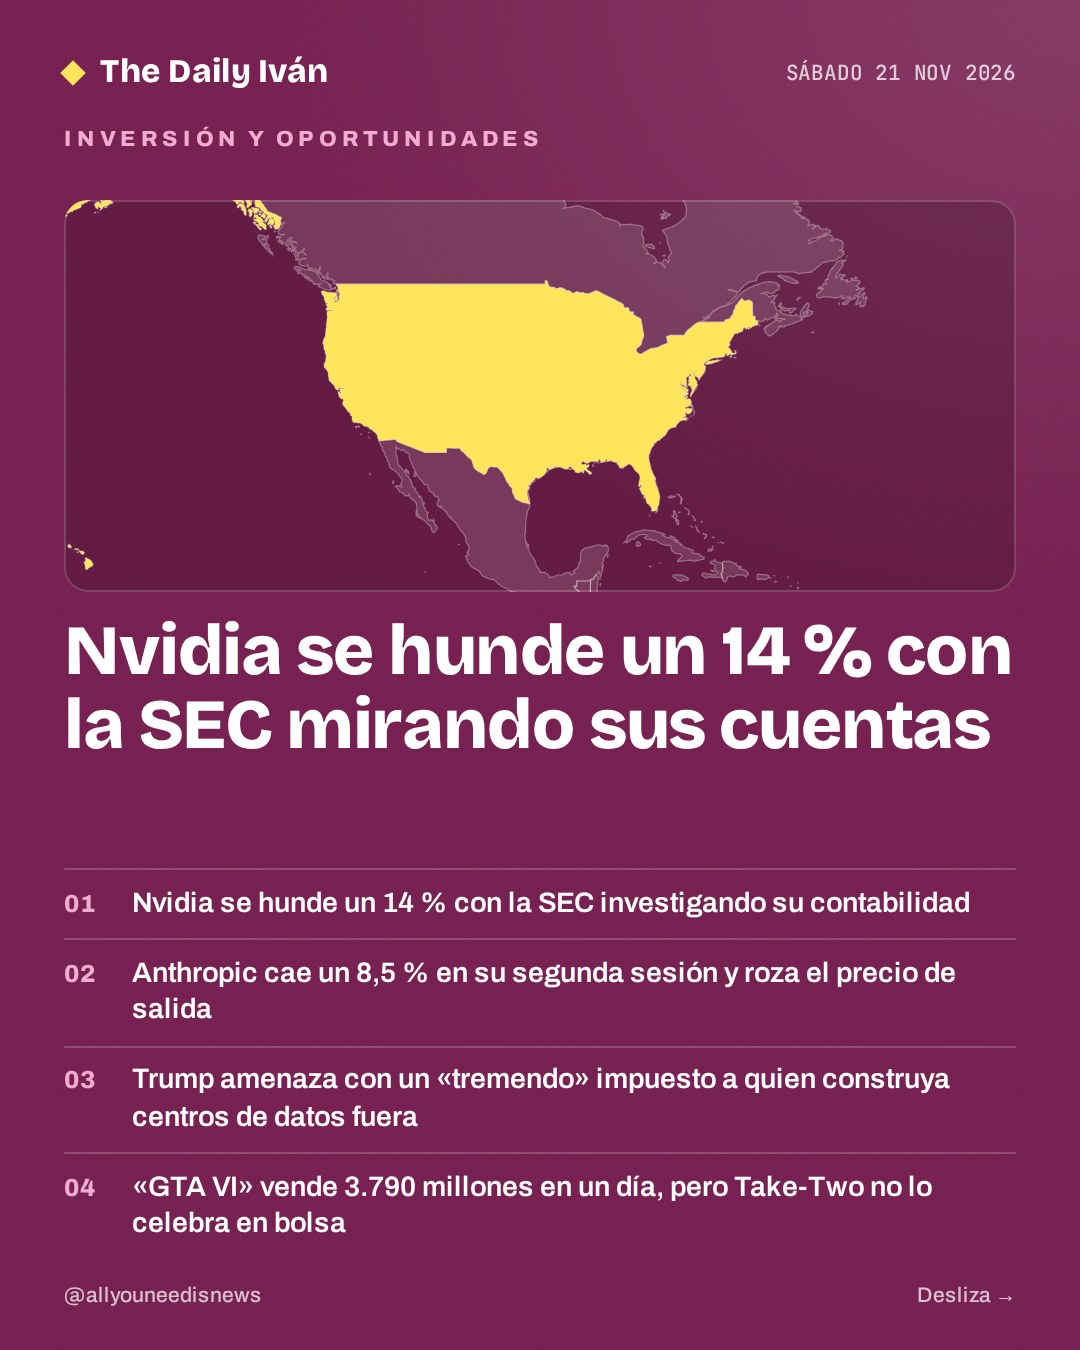 The Daily Iván
SÁBADO 21 NOV 2026
INVERSIÓN Y OPORTUNIDADES
Nvidia se hunde un 14 % con
la SEC mirando sus cuentas
01 Nvidia se hunde un 14 % con la SEC investigando su contabilidad
02 Anthropic cae un 8,5 % en su segunda sesión y roza el precio de
salida
03 Trump amenaza con un «tremendo» impuesto a quien construya
centros de datos fuera
04 «GTA VI» vende 3.790 millones en un día, pero Take-Two no lo
celebra en bolsa
@allyouneedisnews
Desliza →